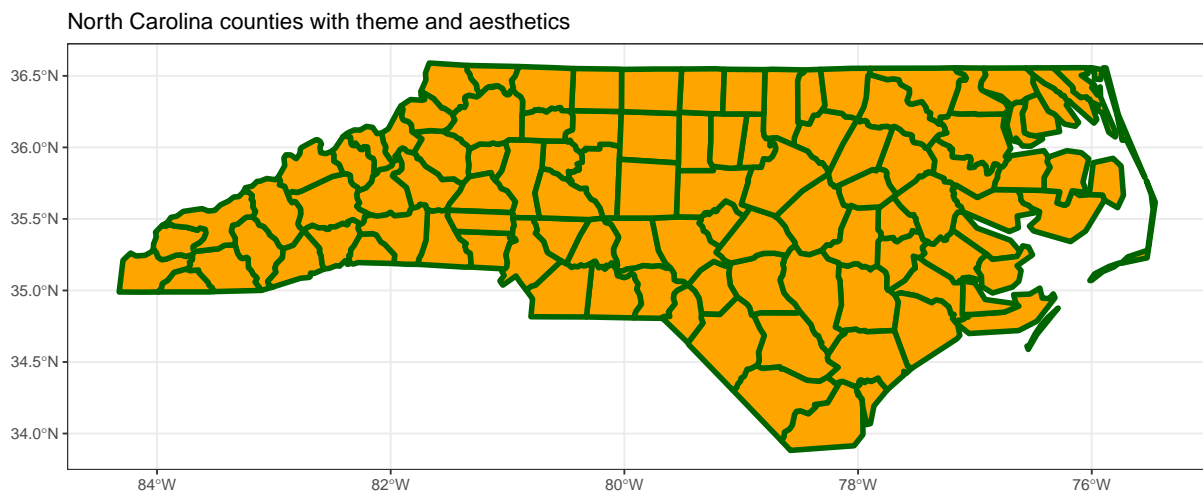 North Carolina counties with theme and aesthetics
36.5°N
36.0°N
35.5°N
35.0°N
34.5°N
34.0°N
84°W
82°W
80°W
78°W
76°W